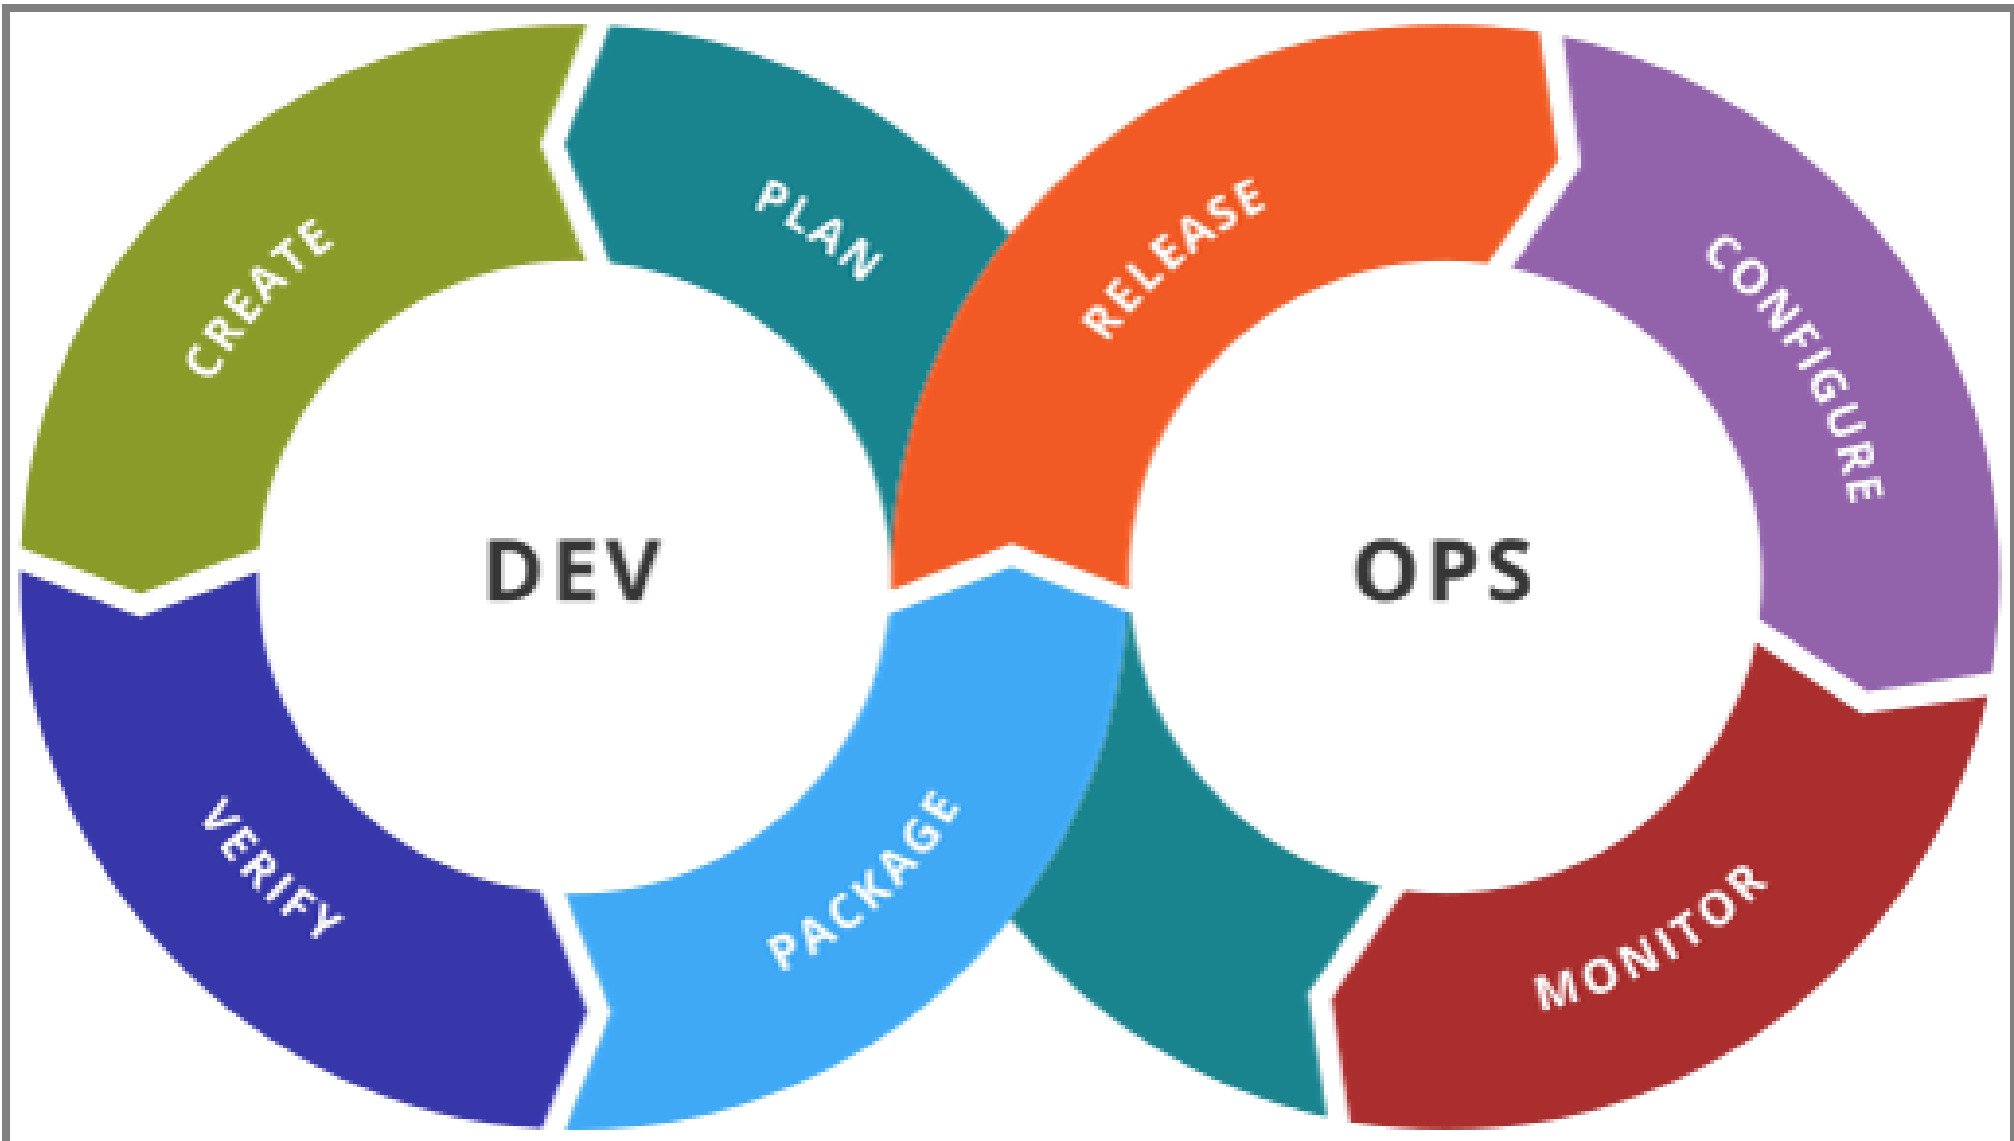 CREATE
PLAN
RELEASE
CONFIGURE
DEV
OPS
VERIFY
PACKAGE
MONITOR